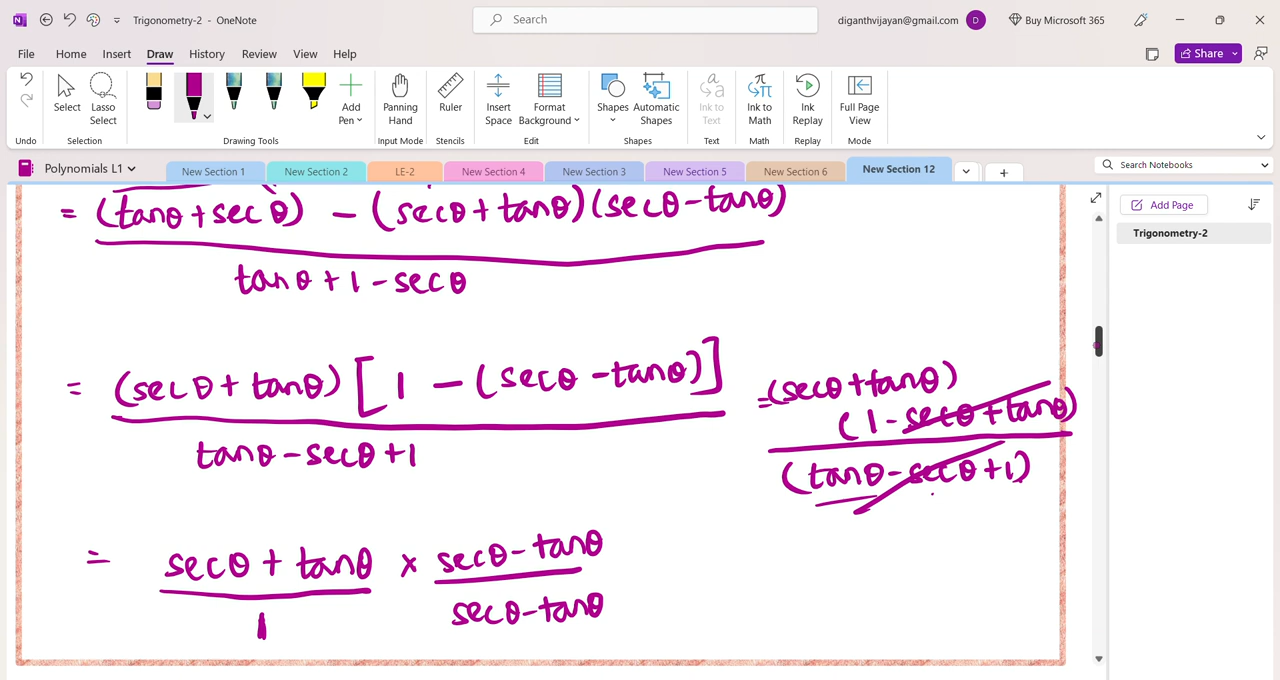 Trigonometry-2 - OneNote
Search
diganthvijayan@gmail.com
D
Buy Microsoft 365
File Home Insert Draw History Review View Help
Share
Undo
Select
Lasso Select
Add Pen
Panning Hand
Ruler
Insert Space
Format Background
Shapes
Automatic Shapes
Ink to Text
Ink to Math
Ink Replay
Full Page View
Undo
Selection
Drawing Tools
Input Mode
Stencils
Edit
Shapes
Text
Math
Replay
Mode
Polynomials L1
New Section 1
New Section 2
LE-2
New Section 4
New Section 3
New Section 5
New Section 6
New Section 12
Search Notebooks
Add Page
Trigonometry-2
= (tanθ+secθ) - (secθ+tanθ)(secθ-tanθ)
tanθ+1-secθ
= (secθ+tanθ)[1-(secθ-tanθ)]
tanθ-secθ+1
=(secθ+tanθ)
(1-secθ+tanθ)
(tanθ-secθ+1)
= secθ+tanθ × secθ-tanθ
1 secθ-tanθ